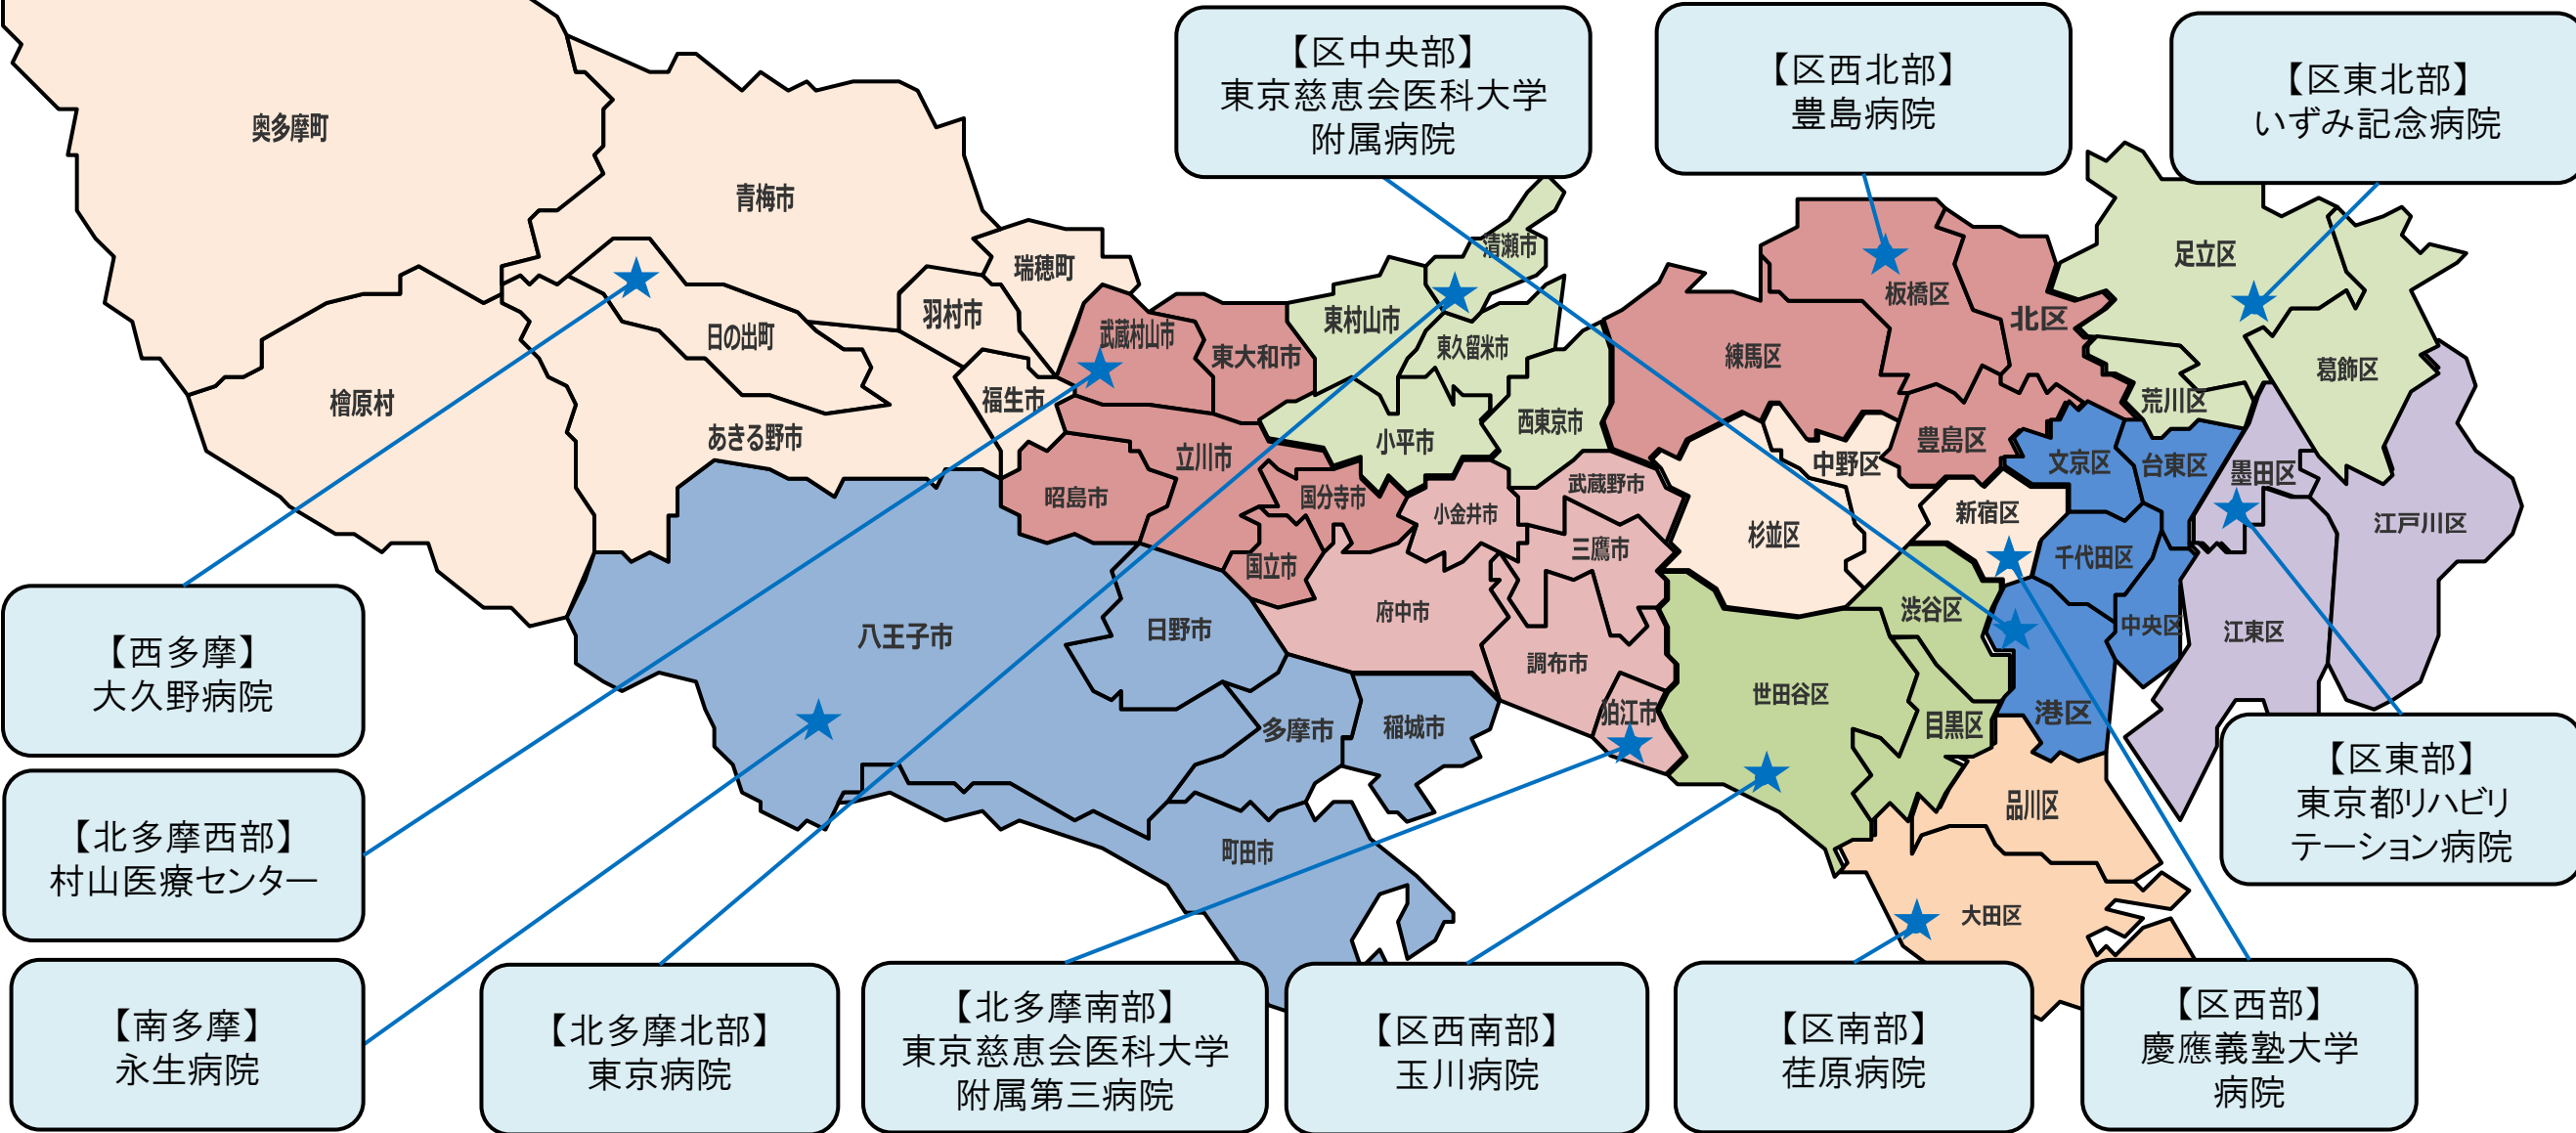 【区中央部】
東京慈恵会医科大学
附属病院
【区西北部】
豊島病院
【区東北部】
いずみ記念病院
奥多摩町
青梅市
瑞穂町
羽村市
日の出町
檜原村
あきる野市
福生市
武蔵村山市
東大和市
東村山市
清瀬市
東久留米市
小平市
西東京市
立川市
昭島市
国分寺市
国立市
小金井市
武蔵野市
三鷹市
府中市
調布市
狛江市
八王子市
日野市
多摩市
稲城市
町田市
練馬区
板橋区
北区
豊島区
足立区
葛飾区
荒川区
中野区
杉並区
新宿区
文京区
台東区
墨田区
江戸川区
千代田区
中央区
江東区
渋谷区
世田谷区
目黒区
港区
品川区
大田区
【西多摩】
大久野病院
【北多摩西部】
村山医療センター
【南多摩】
永生病院
【北多摩北部】
東京病院
【北多摩南部】
東京慈恵会医科大学
附属第三病院
【区西南部】
玉川病院
【区南部】
荏原病院
【区西部】
慶應義塾大学
病院
【区東部】
東京都リハビリ
テーション病院